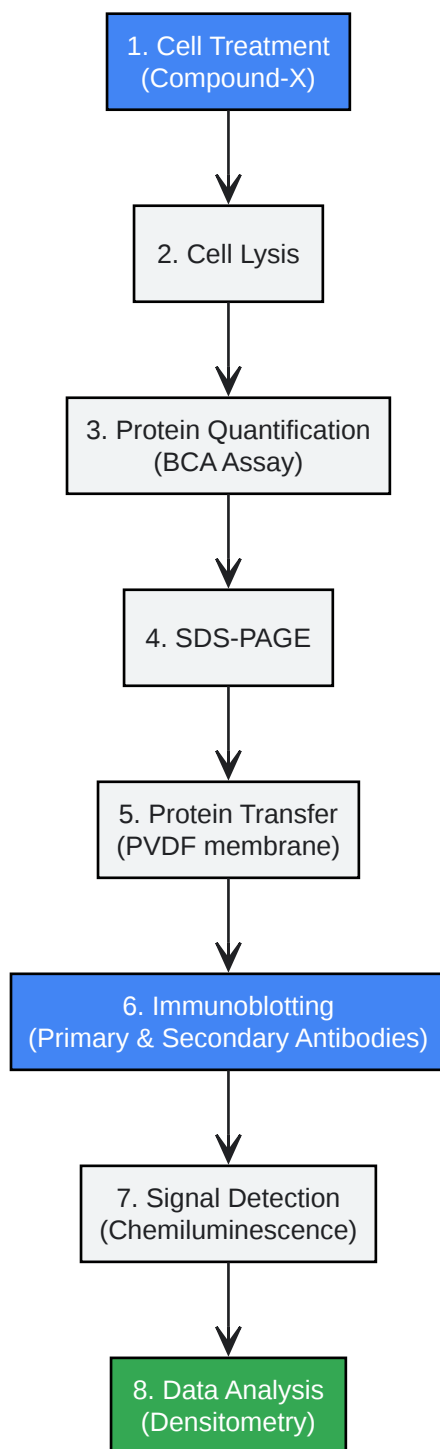 1. Cell Treatment
(Compound-X)
2. Cell Lysis
3. Protein Quantification
(BCA Assay)
4. SDS-PAGE
5. Protein Transfer
(PVDF membrane)
6. Immunoblotting
(Primary & Secondary Antibodies)
7. Signal Detection
(Chemiluminescence)
8. Data Analysis
(Densitometry)